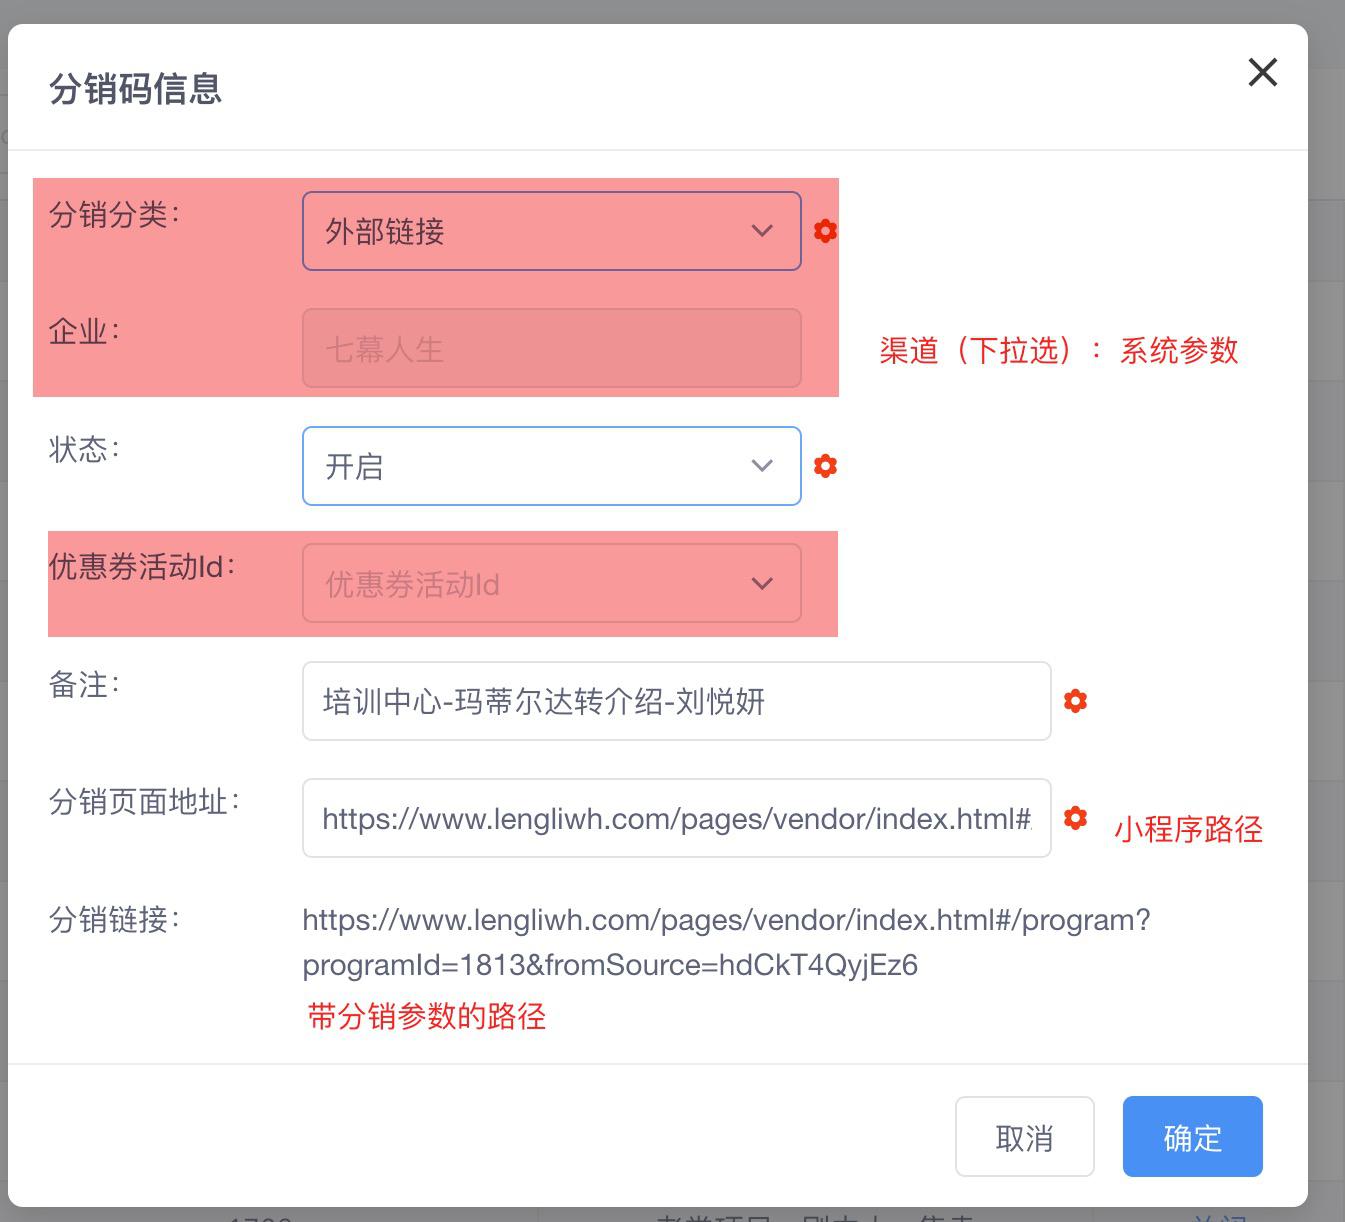 分销码信息
分销分类：
外部链接
企业：
七幕人生
渠道（下拉选）：系统参数
状态：
开启
优惠券活动Id：
优惠券活动Id
备注：
培训中心-玛蒂尔达转介绍-刘悦妍
分销页面地址：
https://www.lengliwh.com/pages/vendor/index.html#
小程序路径
分销链接：
https://www.lengliwh.com/pages/vendor/index.html#/program?
programId=1813&fromSource=hdCkT4QyjEz6
带分销参数的路径
取消
确定